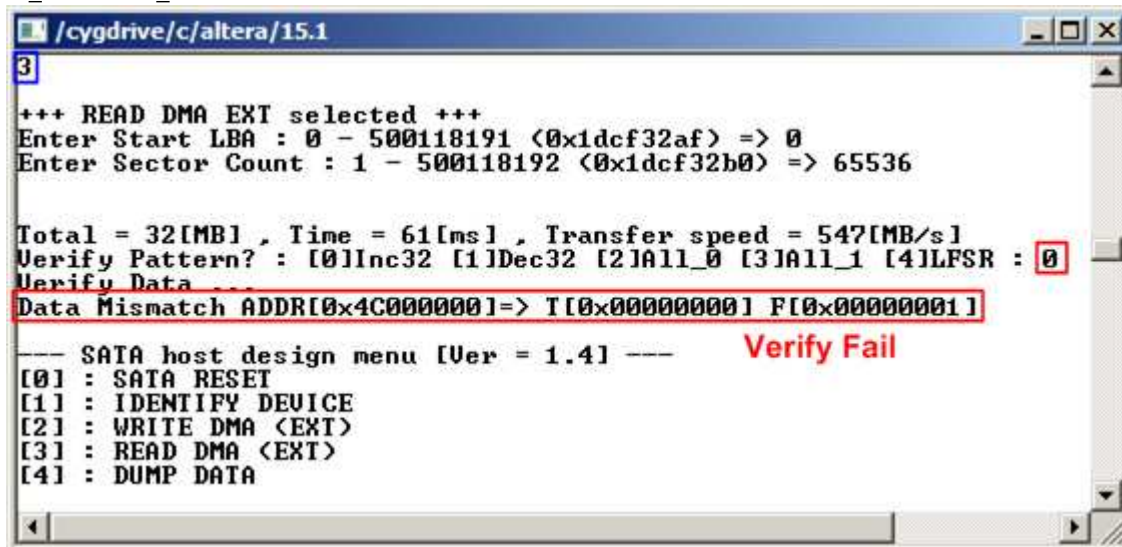 /cygdrive/c/altera/15.1
3
+++ READ DMA EXT selected +++
Enter Start LBA : 0 - 500118191 (0x1dcf32af) => 0
Enter Sector Count : 1 - 500118192 (0x1dcf32b0) => 65536
Total = 32[MB] , Time = 61[ms] , Transfer speed = 547[MB/s]
Verify Pattern? : [0]Inc32 [1]Dec32 [2]All_0 [3]All_1 [4]LFSR : 0
Verify Data ...
Data Mismatch ADDR[0x4C000000]=> T[0x00000000] F[0x00000001]
Verify Fail
--- SATA host design menu [Ver = 1.4] ---
[0] : SATA RESET
[1] : IDENTIFY DEVICE
[2] : WRITE DMA (EXT)
[3] : READ DMA (EXT)
[4] : DUMP DATA